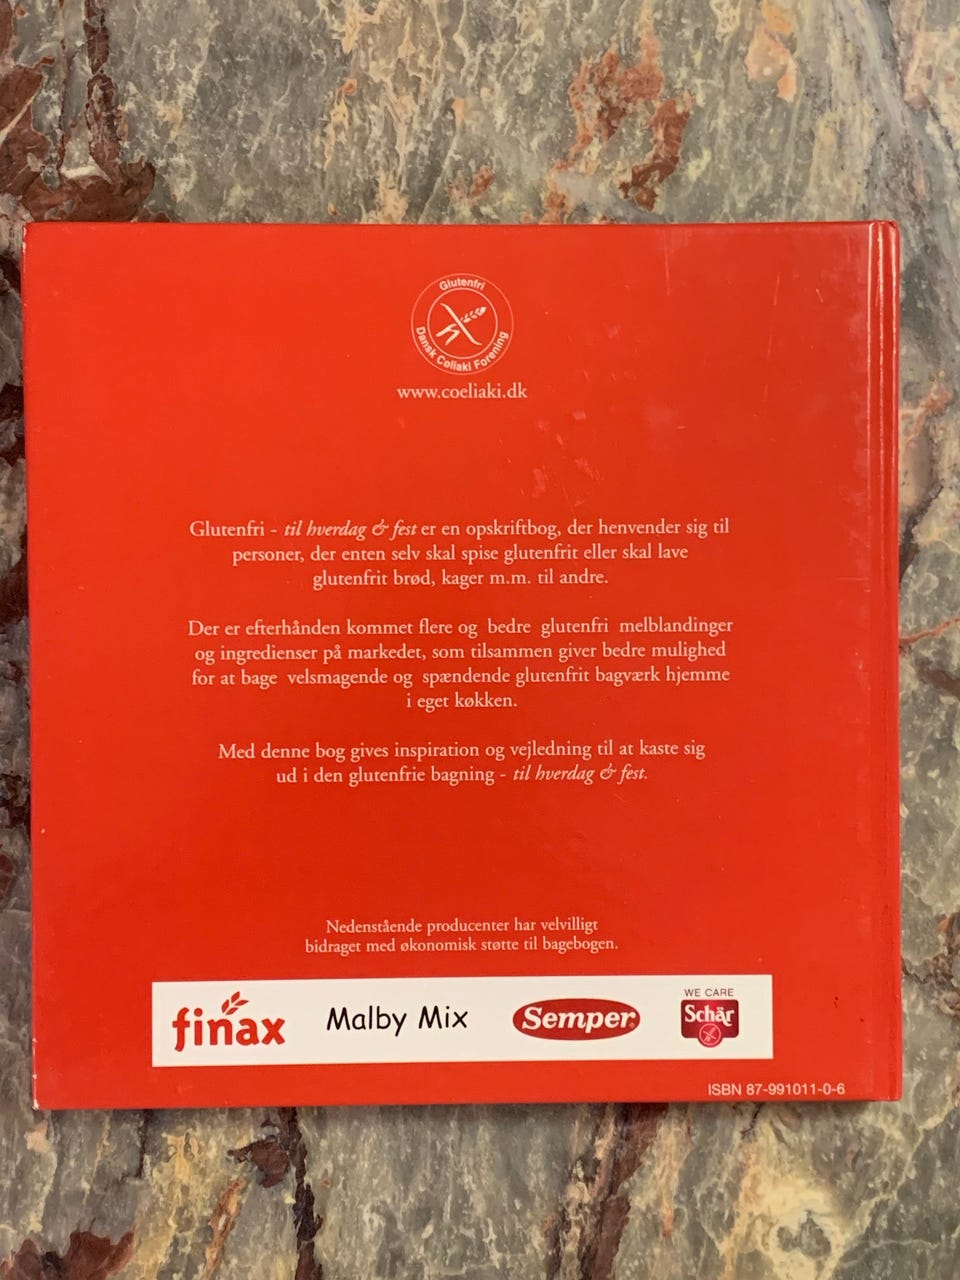 Glutenfri
Dansk Cøliaki Forening
www.coeliaki.dk
Glutenfri - til hverdag & fest er en opskriftbog, der henvender sig til
personer, der enten selv skal spise glutenfrit eller skal lave
glutenfrit brød, kager m.m. til andre.
Der er efterhånden kommet flere og bedre glutenfri melblandinger
og ingredienser på markedet, som tilsammen giver bedre mulighed
for at bage velsmagende og spændende glutenfrit bagværk hjemme
i eget køkken.
Med denne bog gives inspiration og vejledning til at kaste sig
ud i den glutenfrie bagning - til hverdag & fest.
Nedenstående producenter har velvilligt
bidraget med økonomisk støtte til bagebogen.
finax
Malby Mix
Semper
WE CARE
Schär
ISBN 87-991011-0-6